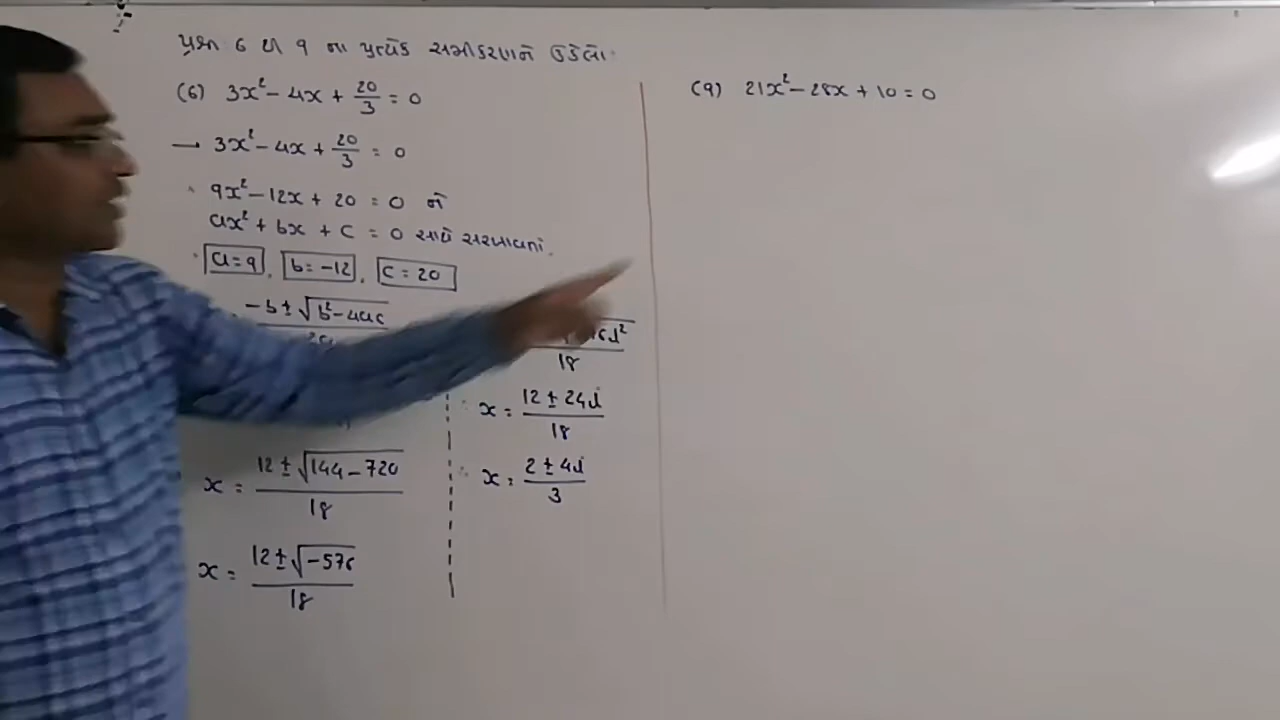 પ્રશ્ન 6 થી 9 ના પ્રત્યેક સમીકરણને ઉકેલો:
(6) 3x² - 4x + 20/3 = 0
→ 3x² - 4x + 20/3 = 0
9x² - 12x + 20 = 0 ને
ax² + bx + c = 0 સાથે સરખાવતાં.
a = 9, b = -12, c = 20
-b ± √(b² - 4ac)
x = (12 ± √(144 - 720))/18
x = (12 ± √(-576))/18
18
∴ x = (12 ± 24i)/18
∴ x = (2 ± 4i)/3
(9) 21x² - 28x + 10 = 0